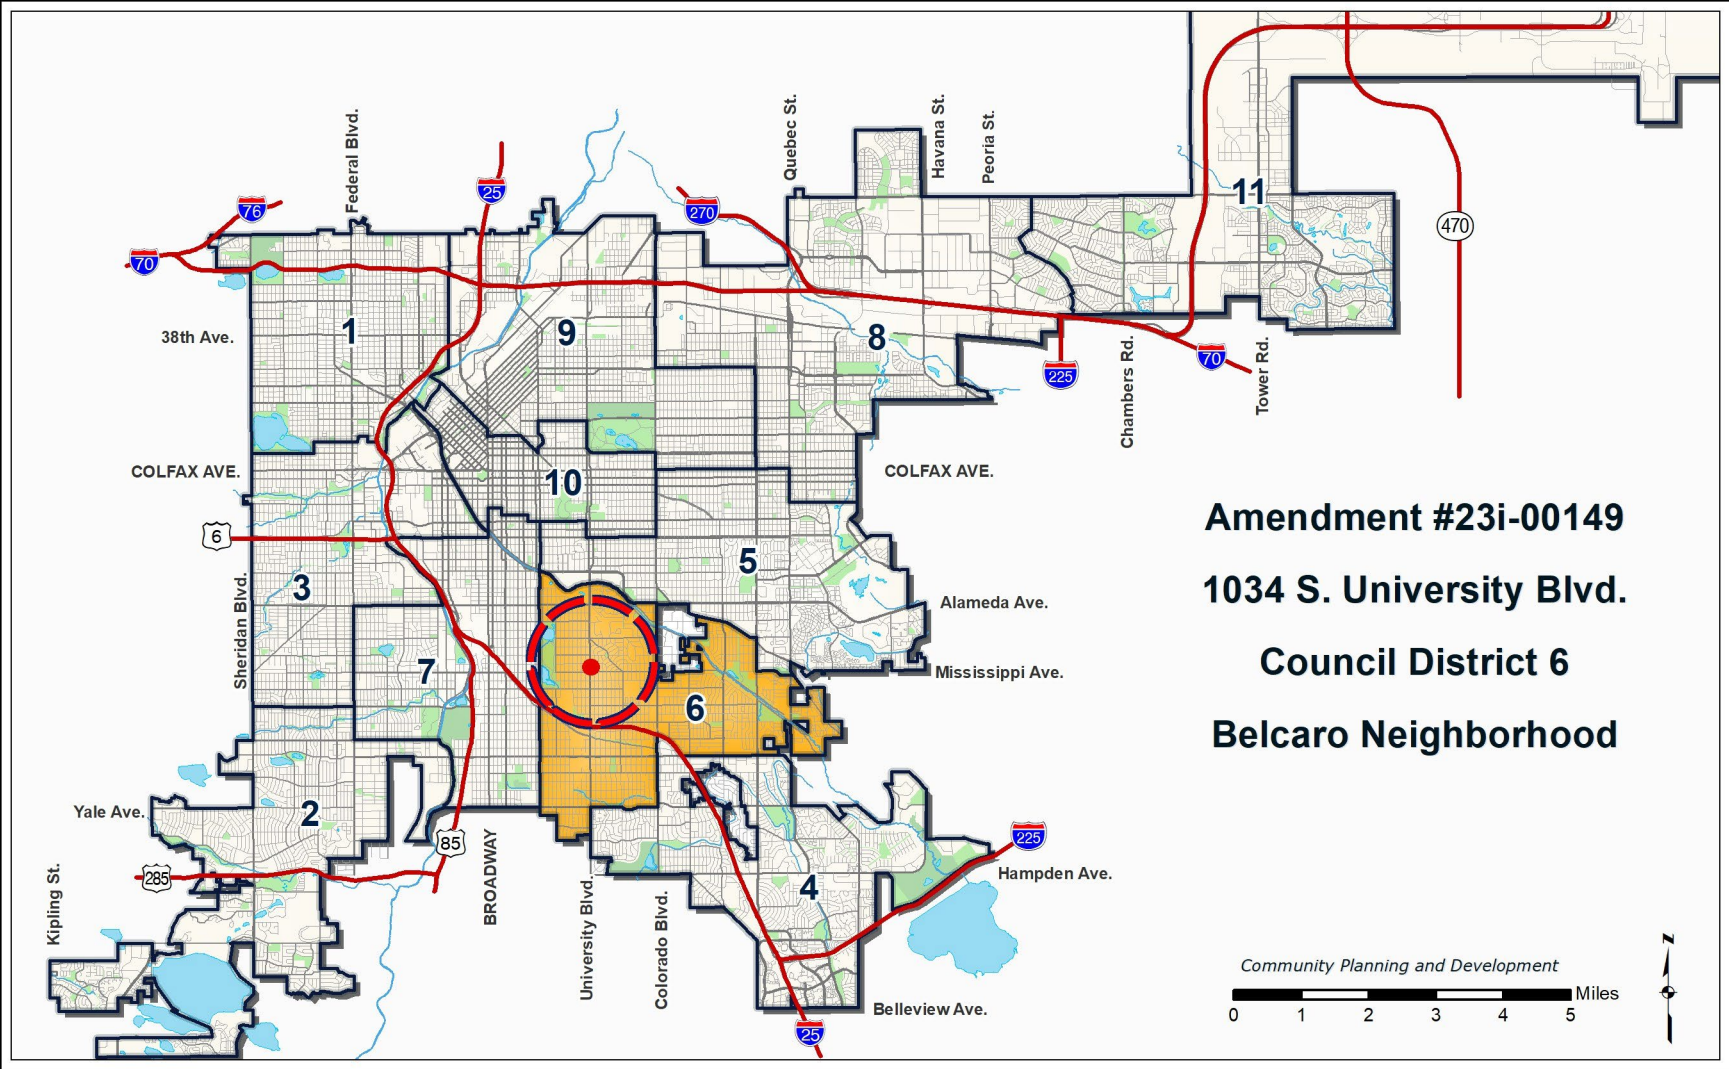 Federal Blvd.
Quebec St.
Havana St.
Peoria St.
76
25
270
11
470
70
1
9
8
38th Ave.
225
70
Chambers Rd.
Tower Rd.
COLFAX AVE.
10
COLFAX AVE.
6
5
3
Sheridan Blvd.
Alameda Ave.
7
Mississippi Ave.
6
Amendment #23i-00149
1034 S. University Blvd.
Council District 6
Belcaro Neighborhood
2
Yale Ave.
85
225
BROADWAY
285
Hampden Ave.
4
Kipling St.
University Blvd.
Colorado Blvd.
Belleview Ave.
25
Community Planning and Development
Miles
0 1 2 3 4 5
N